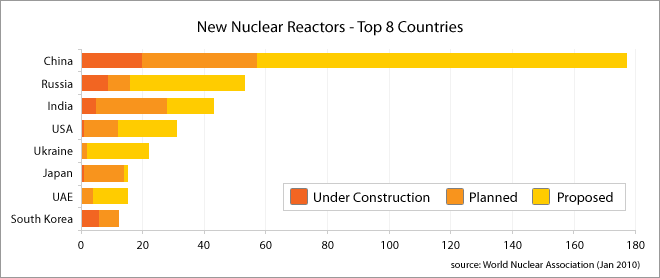 New Nuclear Reactors - Top 8 Countries
China
Russia
India
USA
Ukraine
Japan
UAE
South Korea
Under Construction Planned Proposed
0 20 40 60 80 100 120 140 160 180
source: World Nuclear Association (Jan 2010)